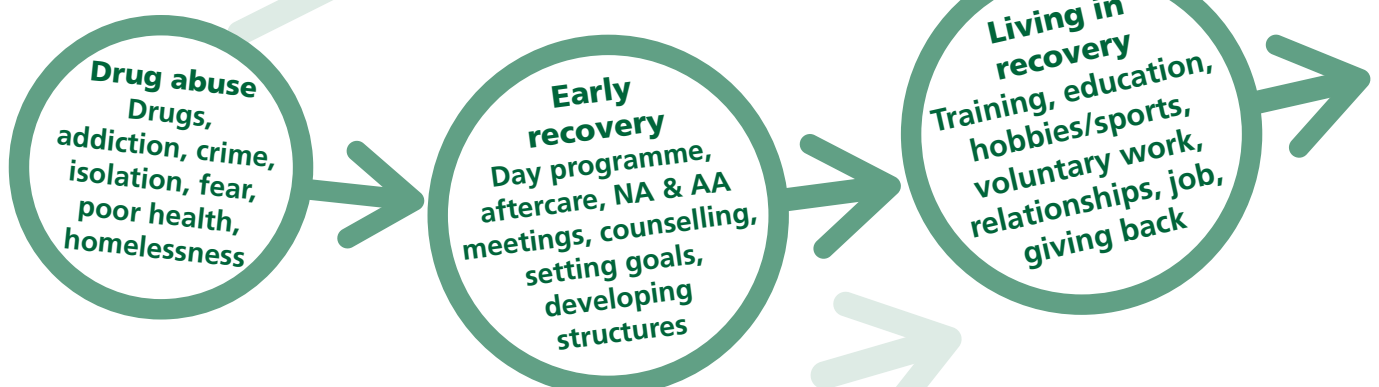 Drug abuse
Drugs,
addiction, crime,
isolation, fear,
poor health,
homelessness
Early
recovery
Day programme,
aftercare, NA & AA
meetings, counselling,
setting goals,
developing
structures
Living in
recovery
Training, education,
hobbies/sports,
voluntary work,
relationships, job,
giving back